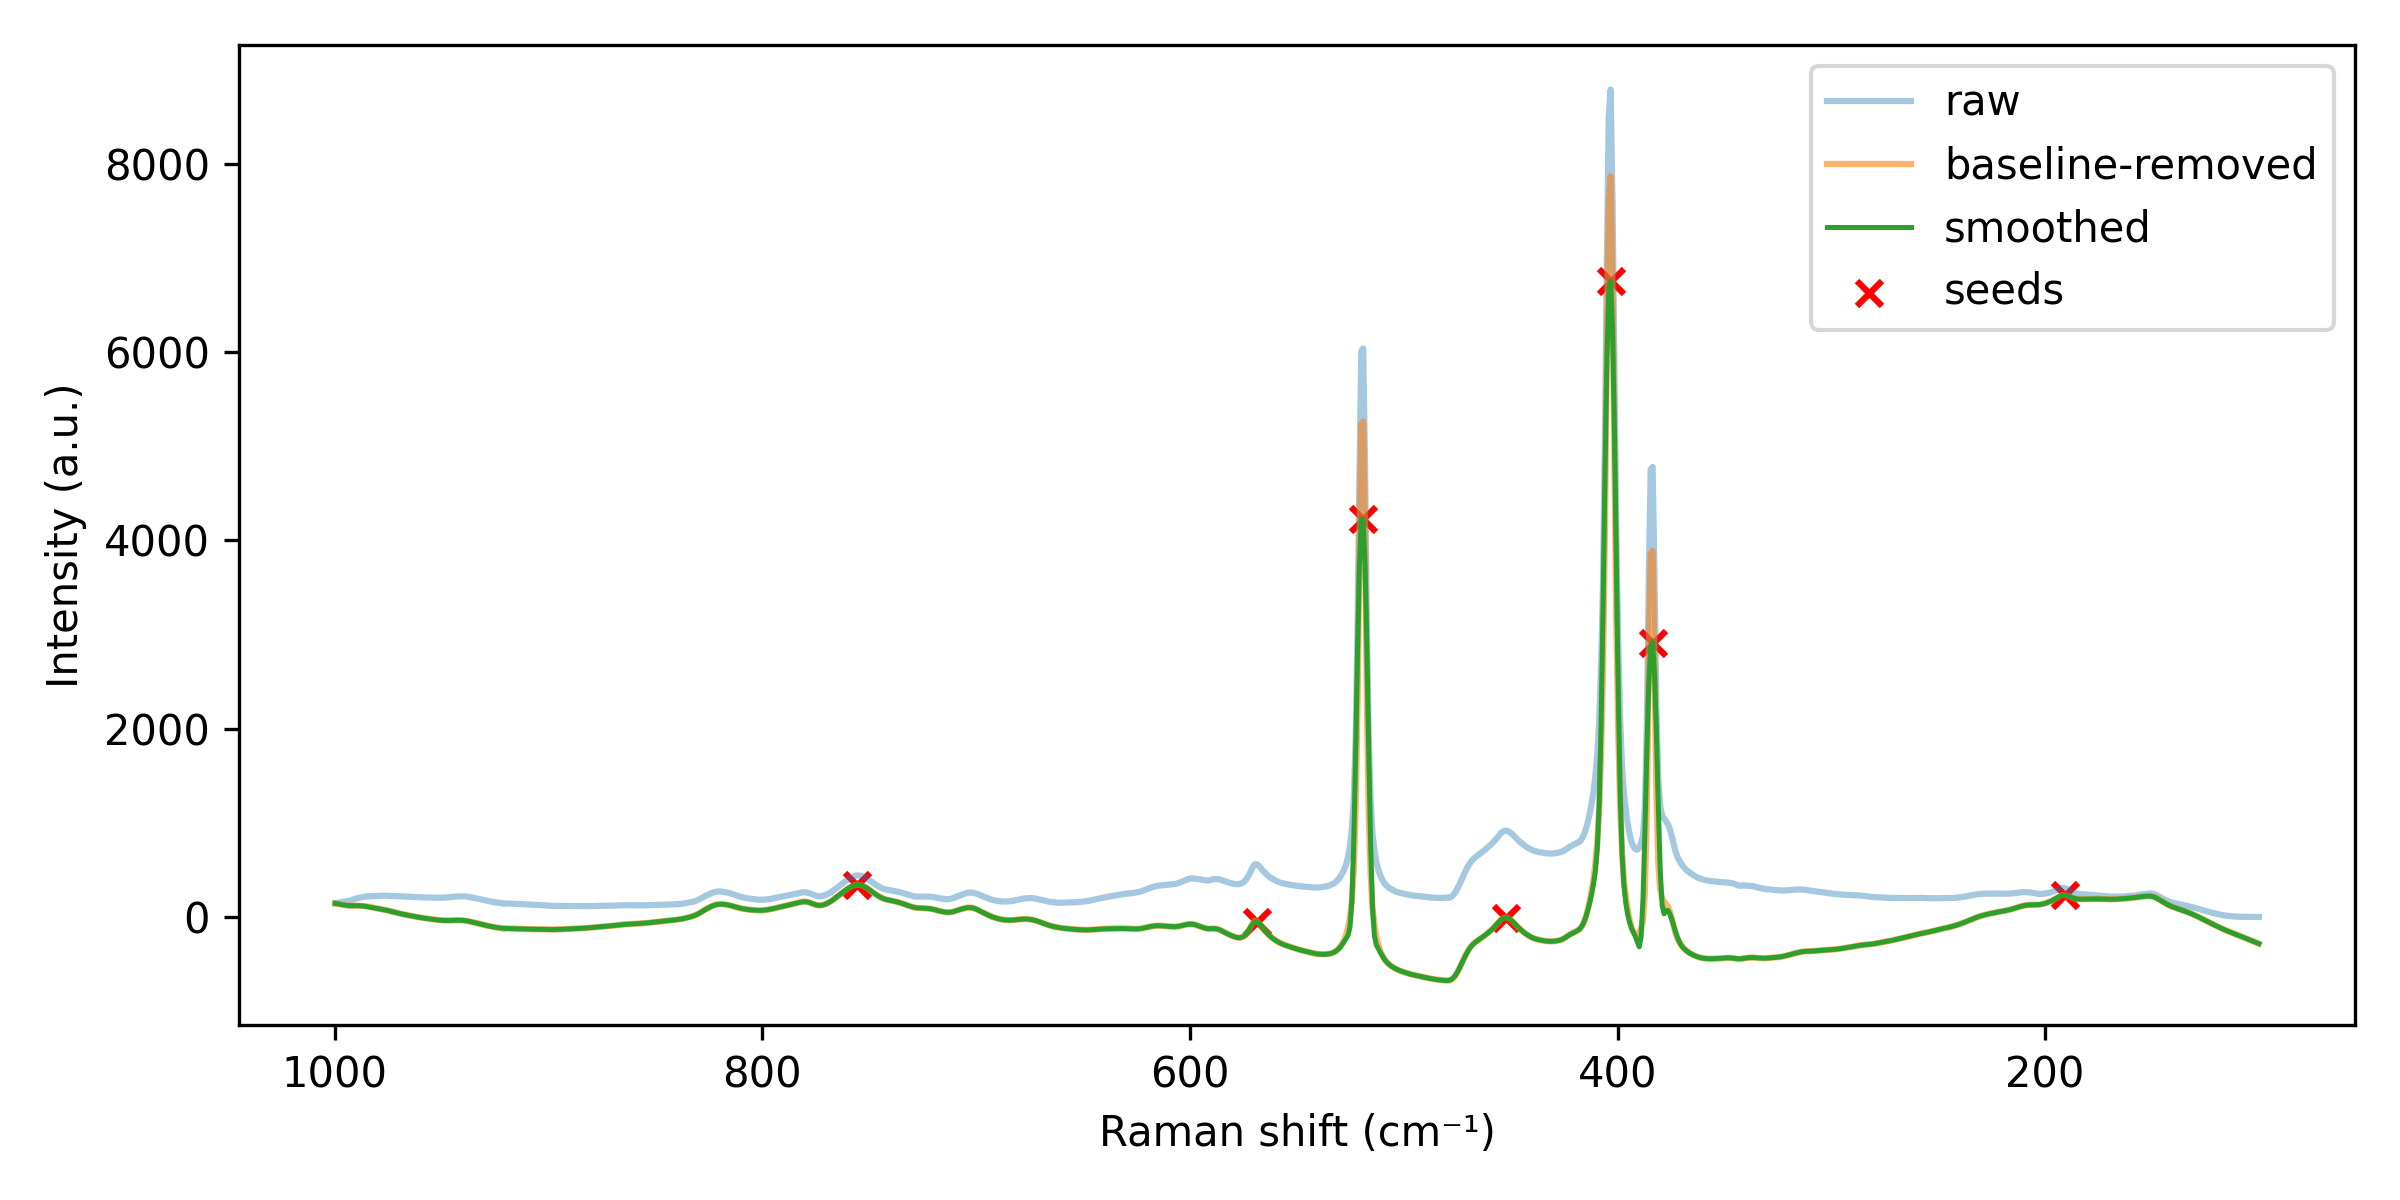 raw
baseline-removed
smoothed
seeds
8000
6000
4000
2000
0
Intensity (a.u.)
1000 800 600 400 200
Raman shift (cm⁻¹)